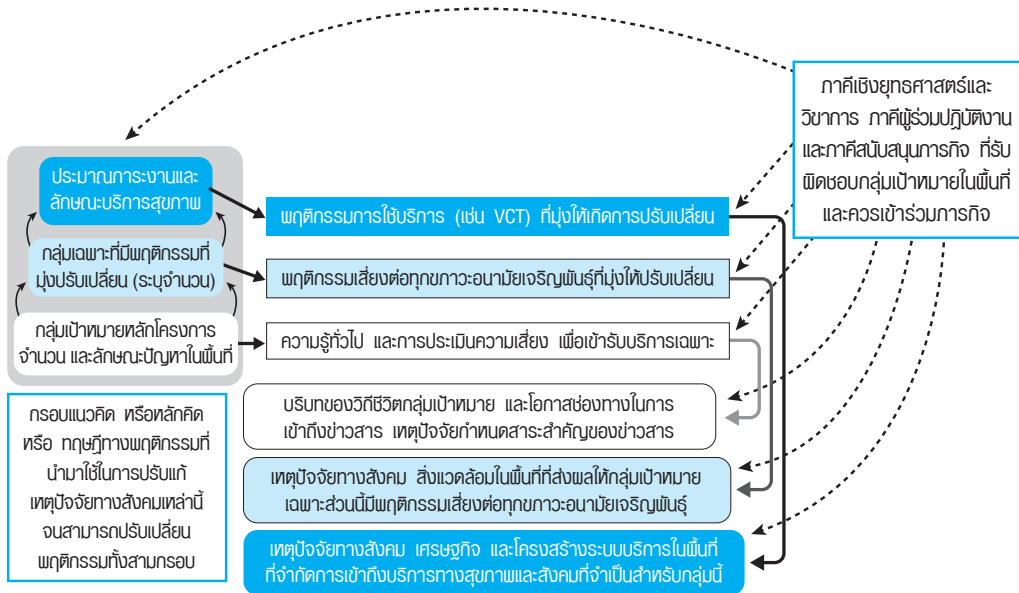 ภาคีเชิงยุทธศาสตร์และ
วิชาการ ภาคีผู้ร่วมปฏิบัติงาน
และภาคีสนับสนุนภารกิจ ที่รับ
ผิดชอบกลุ่มเป้าหมายในพื้นที่
และควรเข้าร่วมภารกิจ
ประมาณภาระงานและ
ลักษณะบริการสุขภาพ
กลุ่มเฉพาะที่มีพฤติกรรมที่
มุ่งปรับเปลี่ยน (ระบุจำนวน)
กลุ่มเป้าหมายหลักโครงการ
จำนวน และลักษณะปัญหาในพื้นที่
พฤติกรรมการใช้บริการ (เช่น VCT) ที่มุ่งให้เกิดการปรับเปลี่ยน
พฤติกรรมเสี่ยงต่อทุกขภาวะอนามัยเจริญพันธุ์ที่มุ่งให้ปรับเปลี่ยน
ความรู้ทั่วไป และการประเมินความเสี่ยง เพื่อเข้ารับบริการเฉพาะ
บริบทของวิถีชีวิตกลุ่มเป้าหมาย และโอกาสช่องทางในการ
เข้าถึงข่าวสาร เหตุปัจจัยกำหนดสาระสำคัญของข่าวสาร
เหตุปัจจัยทางสังคม สิ่งแวดล้อมในพื้นที่ที่ส่งผลให้กลุ่มเป้าหมาย
เฉพาะส่วนนี้มีพฤติกรรมเสี่ยงต่อทุกขภาวะอนามัยเจริญพันธุ์
เหตุปัจจัยทางสังคม เศรษฐกิจ และโครงสร้างระบบบริการในพื้นที่
ที่จำกัดการเข้าถึงบริการทางสุขภาพและสังคมที่จำเป็นสำหรับกลุ่มนี้
กรอบแนวคิด หรือหลักคิด
หรือ ทฤษฎีทางพฤติกรรมที่
นำมาใช้ในการปรับแก้
เหตุปัจจัยทางสังคมเหล่านี้
จนสามารถปรับเปลี่ยน
พฤติกรรมทั้งสามกรอบ